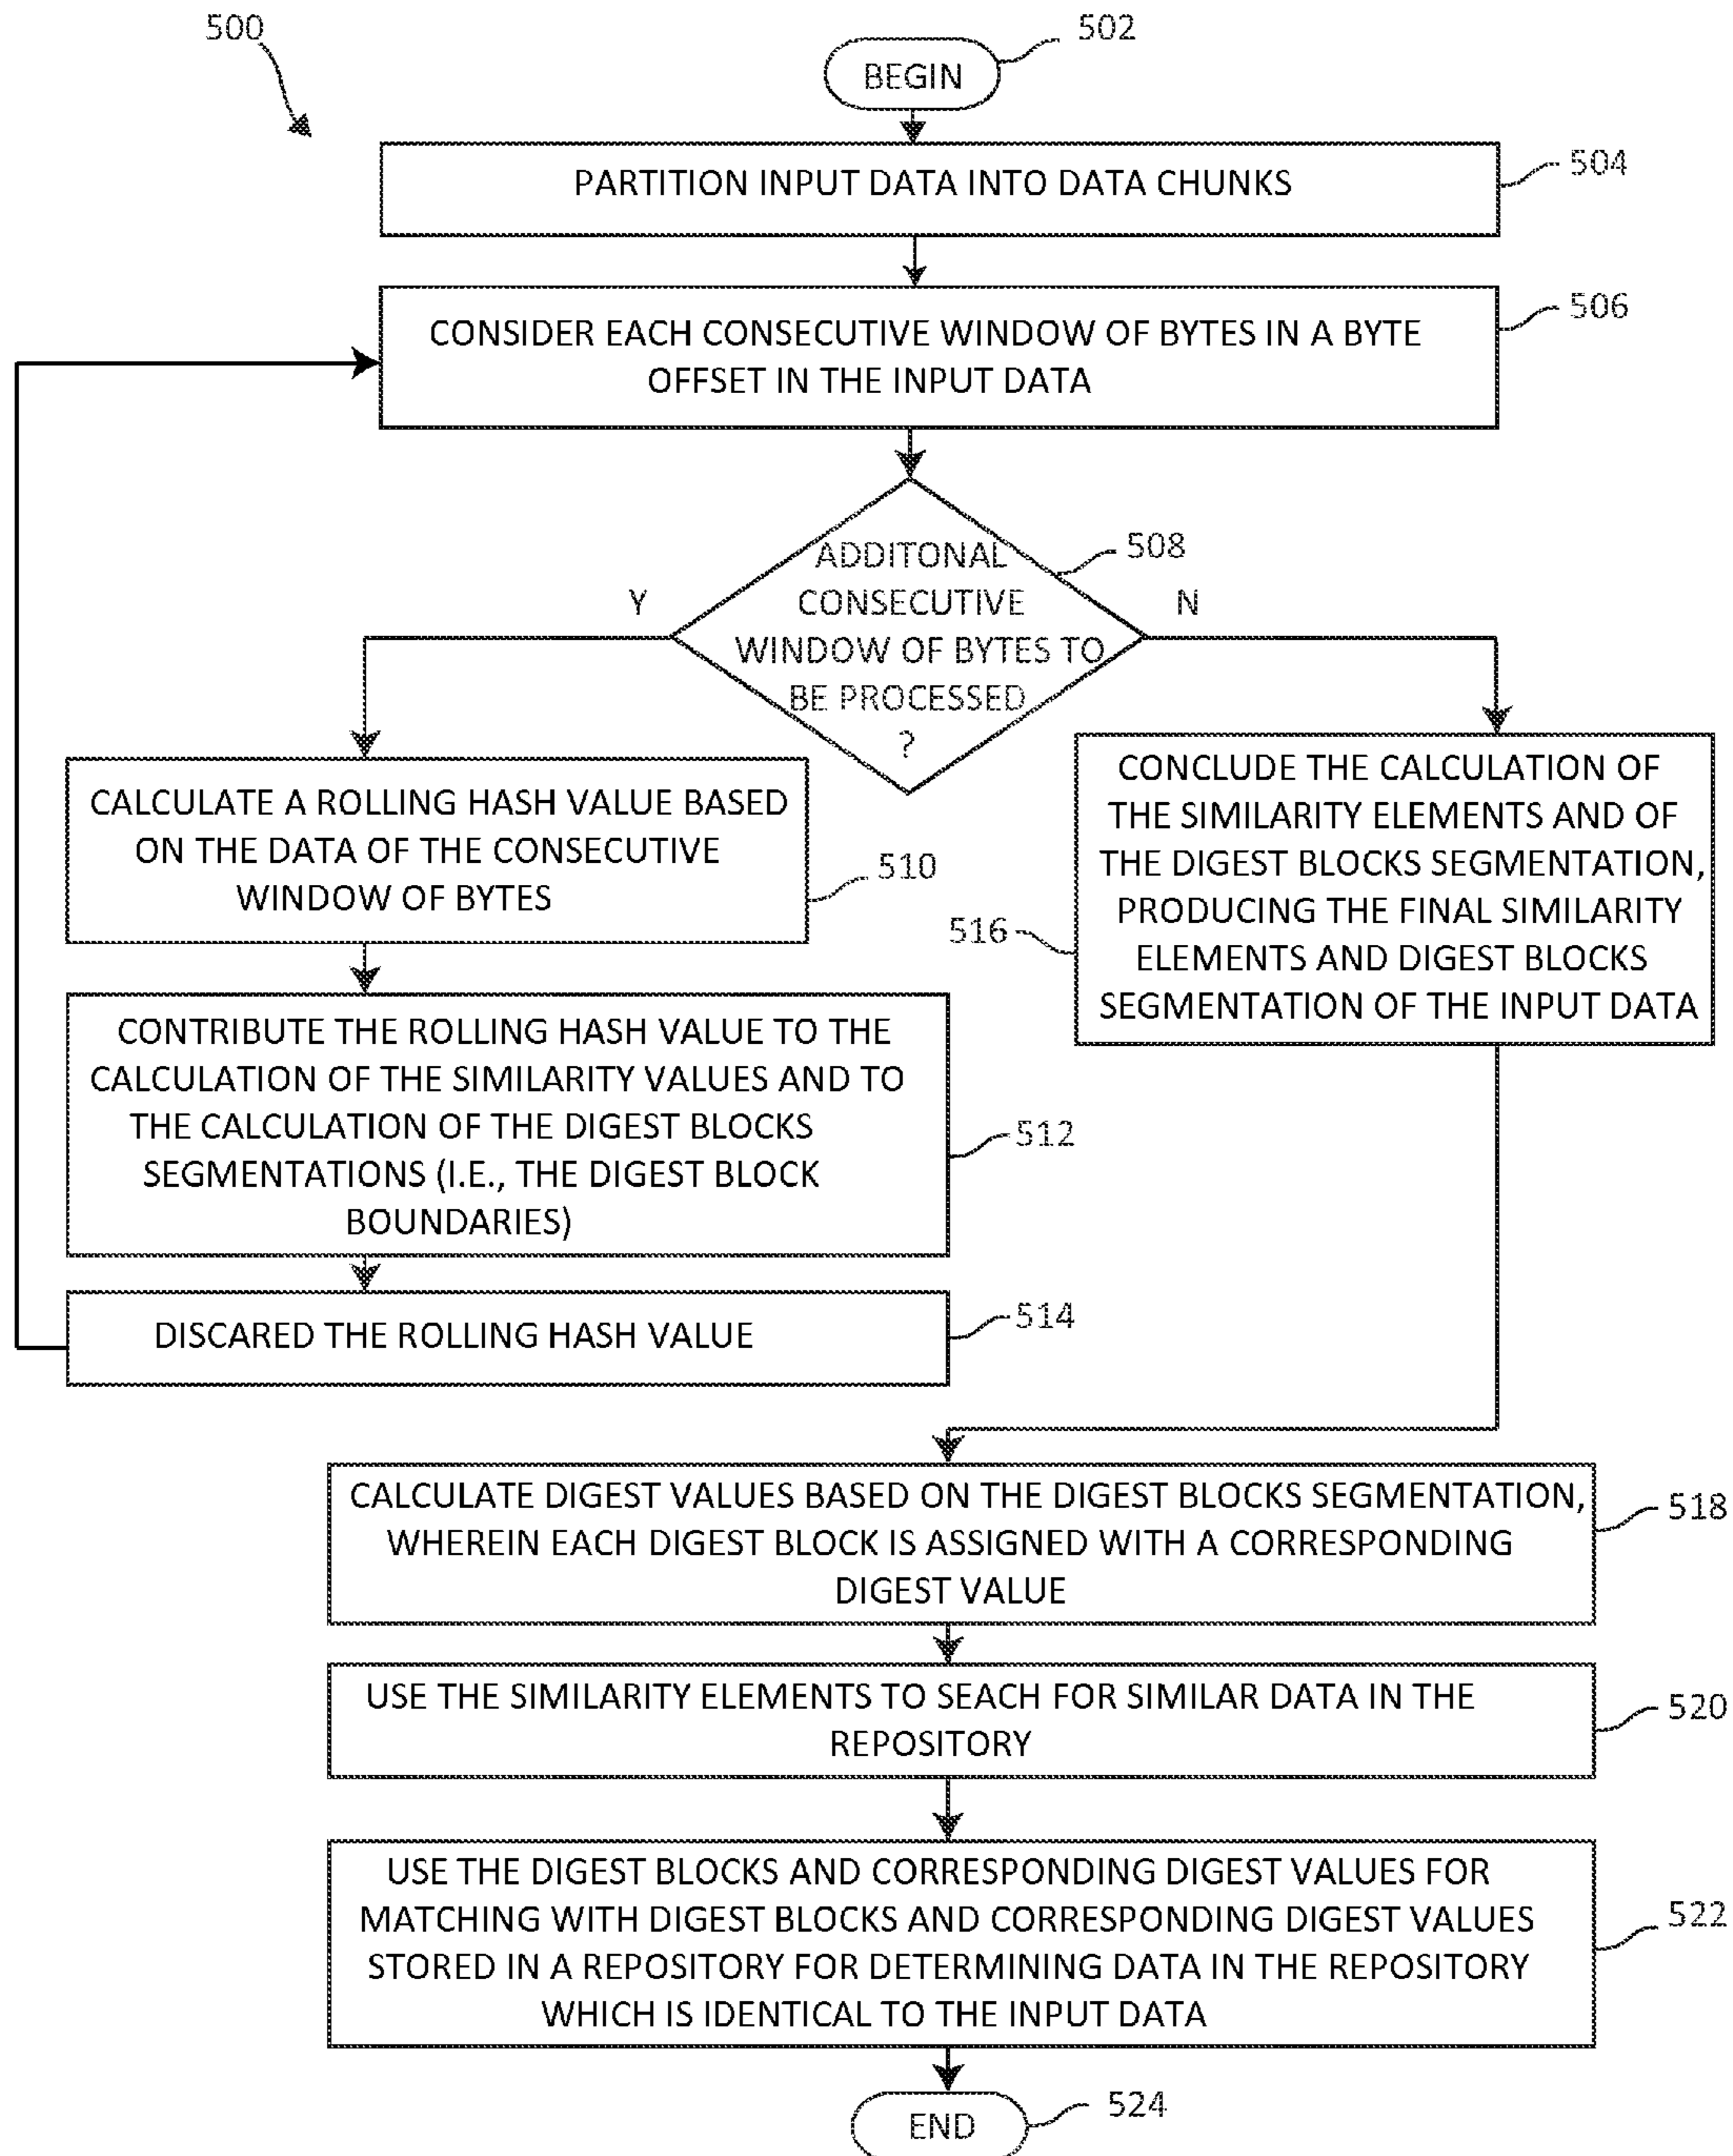 500
502
BEGIN
PARTITION INPUT DATA INTO DATA CHUNKS
504
CONSIDER EACH CONSECUTIVE WINDOW OF BYTES IN A BYTE
OFFSET IN THE INPUT DATA
506
ADDITONAL
CONSECUTIVE
WINDOW OF BYTES TO
BE PROCESSED
?
508
Y
N
CALCULATE A ROLLING HASH VALUE BASED
ON THE DATA OF THE CONSECUTIVE
WINDOW OF BYTES
510
CONTRIBUTE THE ROLLING HASH VALUE TO THE
CALCULATION OF THE SIMILARITY VALUES AND TO
THE CALCULATION OF THE DIGEST BLOCKS
SEGMENTATIONS (I.E., THE DIGEST BLOCK
BOUNDARIES)
512
DISCARED THE ROLLING HASH VALUE
514
CONCLUDE THE CALCULATION OF
THE SIMILARITY ELEMENTS AND OF
THE DIGEST BLOCKS SEGMENTATION,
PRODUCING THE FINAL SIMILARITY
ELEMENTS AND DIGEST BLOCKS
SEGMENTATION OF THE INPUT DATA
516
CALCULATE DIGEST VALUES BASED ON THE DIGEST BLOCKS SEGMENTATION,
WHEREIN EACH DIGEST BLOCK IS ASSIGNED WITH A CORRESPONDING
DIGEST VALUE
518
USE THE SIMILARITY ELEMENTS TO SEACH FOR SIMILAR DATA IN THE
REPOSITORY
520
USE THE DIGEST BLOCKS AND CORRESPONDING DIGEST VALUES FOR
MATCHING WITH DIGEST BLOCKS AND CORRESPONDING DIGEST VALUES
STORED IN A REPOSITORY FOR DETERMINING DATA IN THE REPOSITORY
WHICH IS IDENTICAL TO THE INPUT DATA
522
END
524